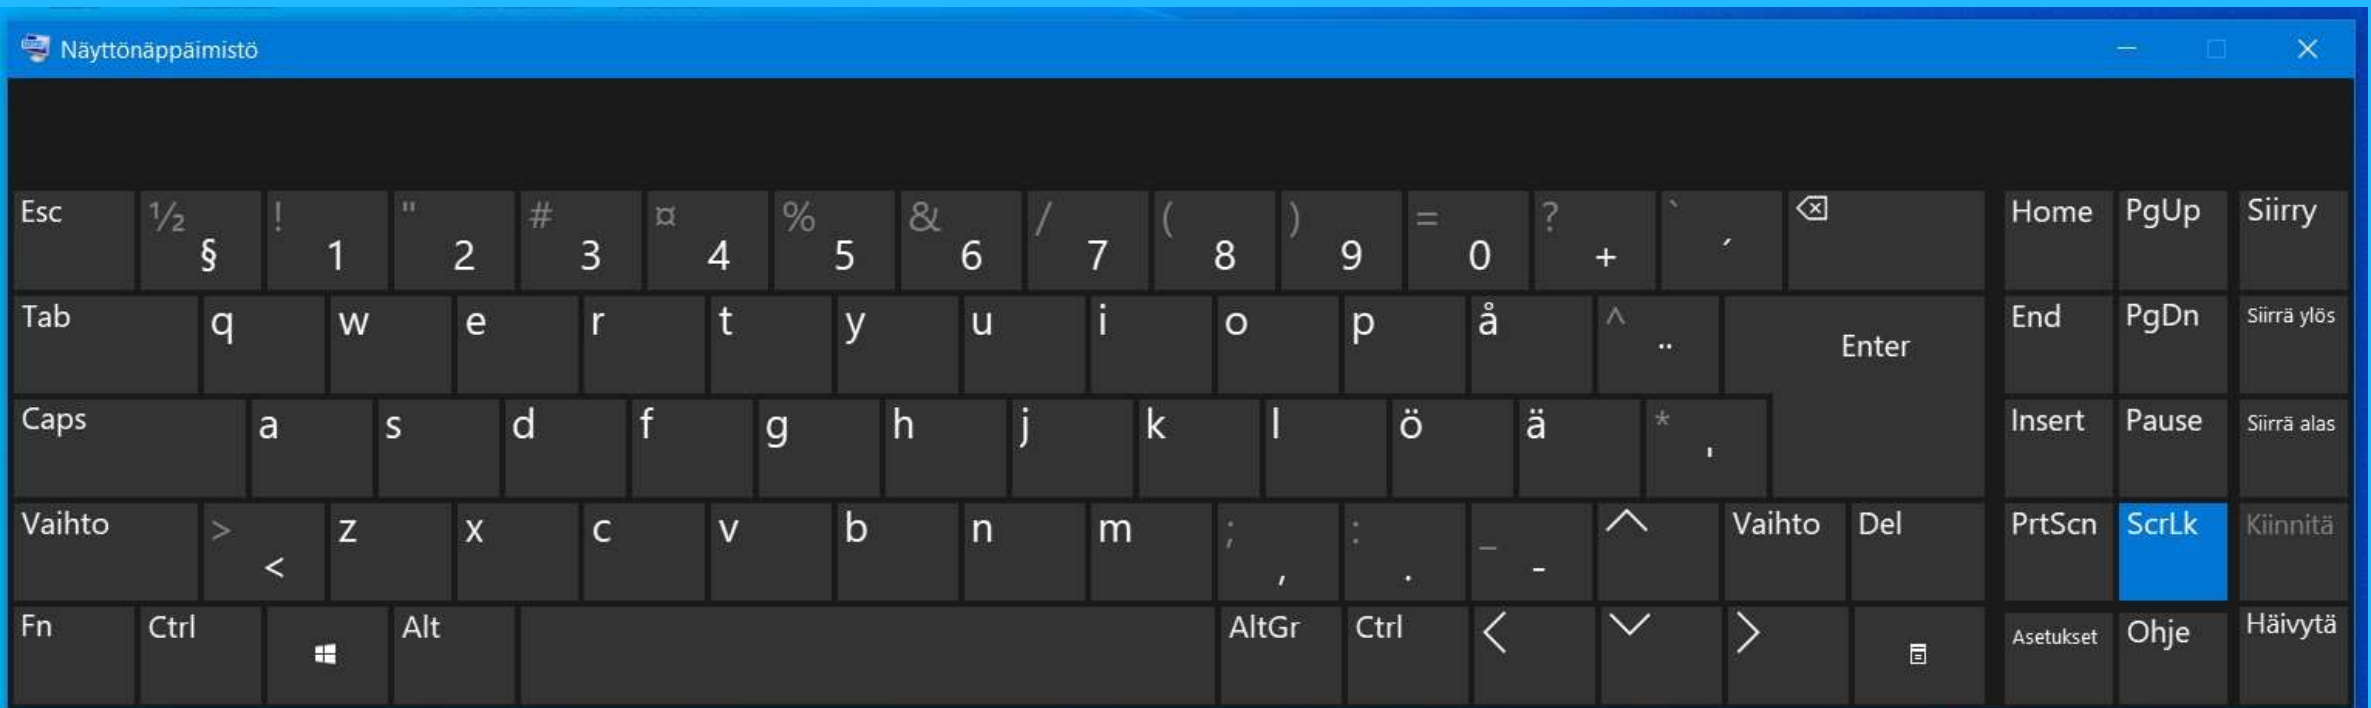 Näyttönäppäimistö
Esc ½ § ! 1 " 2 # 3 ¤ 4 % 5 & 6 / 7 ( 8 ) 9 = 0 ? + ` ´ Home PgUp Siirry
Tab q w e r t y u i o p å ^ ¨ Enter End PgDn Siirrä ylös
Caps a s d f g h j k l ö ä * ' Insert Pause Siirrä alas
Vaihto > < z x c v b n m ; , : . _ - Vaihto Del PrtScn ScrLk Kiinnitä
Fn Ctrl Alt AltGr Ctrl Asetukset Ohje Häivytä